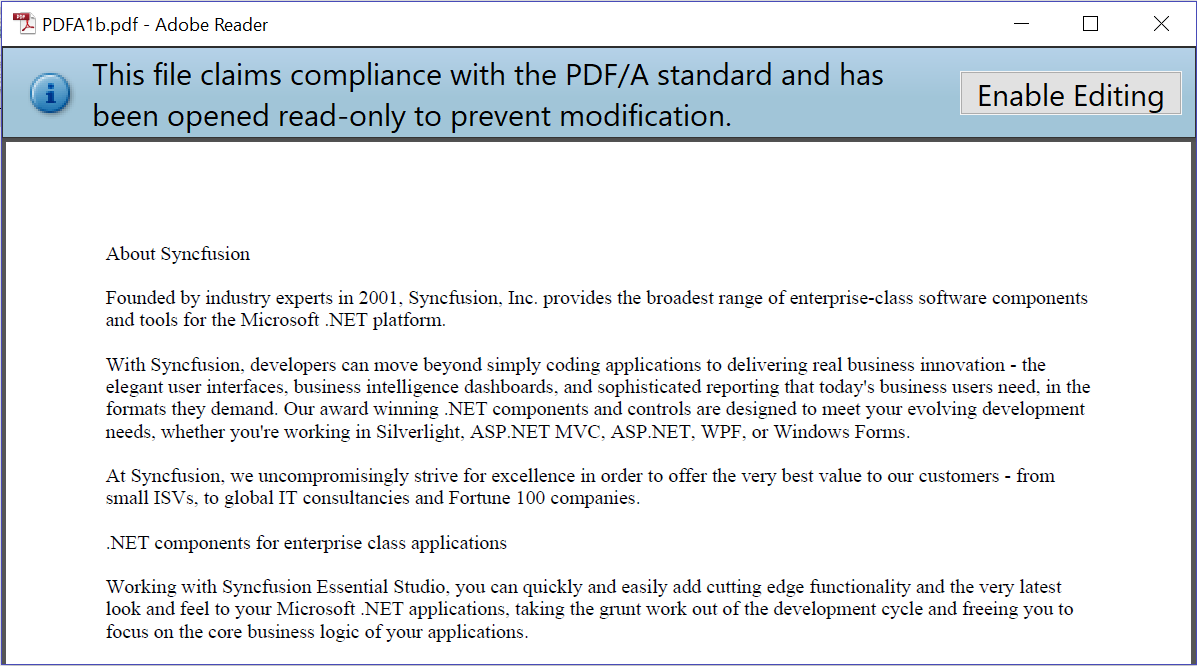 PDFA1b.pdf - Adobe Reader
This file claims compliance with the PDF/A standard and has
been opened read-only to prevent modification.
Enable Editing
About Syncfusion
Founded by industry experts in 2001, Syncfusion, Inc. provides the broadest range of enterprise-class software components
and tools for the Microsoft .NET platform.
With Syncfusion, developers can move beyond simply coding applications to delivering real business innovation - the
elegant user interfaces, business intelligence dashboards, and sophisticated reporting that today's business users need, in the
formats they demand. Our award winning .NET components and controls are designed to meet your evolving development
needs, whether you're working in Silverlight, ASP.NET MVC, ASP.NET, WPF, or Windows Forms.
At Syncfusion, we uncompromisingly strive for excellence in order to offer the very best value to our customers - from
small ISVs, to global IT consultancies and Fortune 100 companies.
.NET components for enterprise class applications
Working with Syncfusion Essential Studio, you can quickly and easily add cutting edge functionality and the very latest
look and feel to your Microsoft .NET applications, taking the grunt work out of the development cycle and freeing you to
focus on the core business logic of your applications.